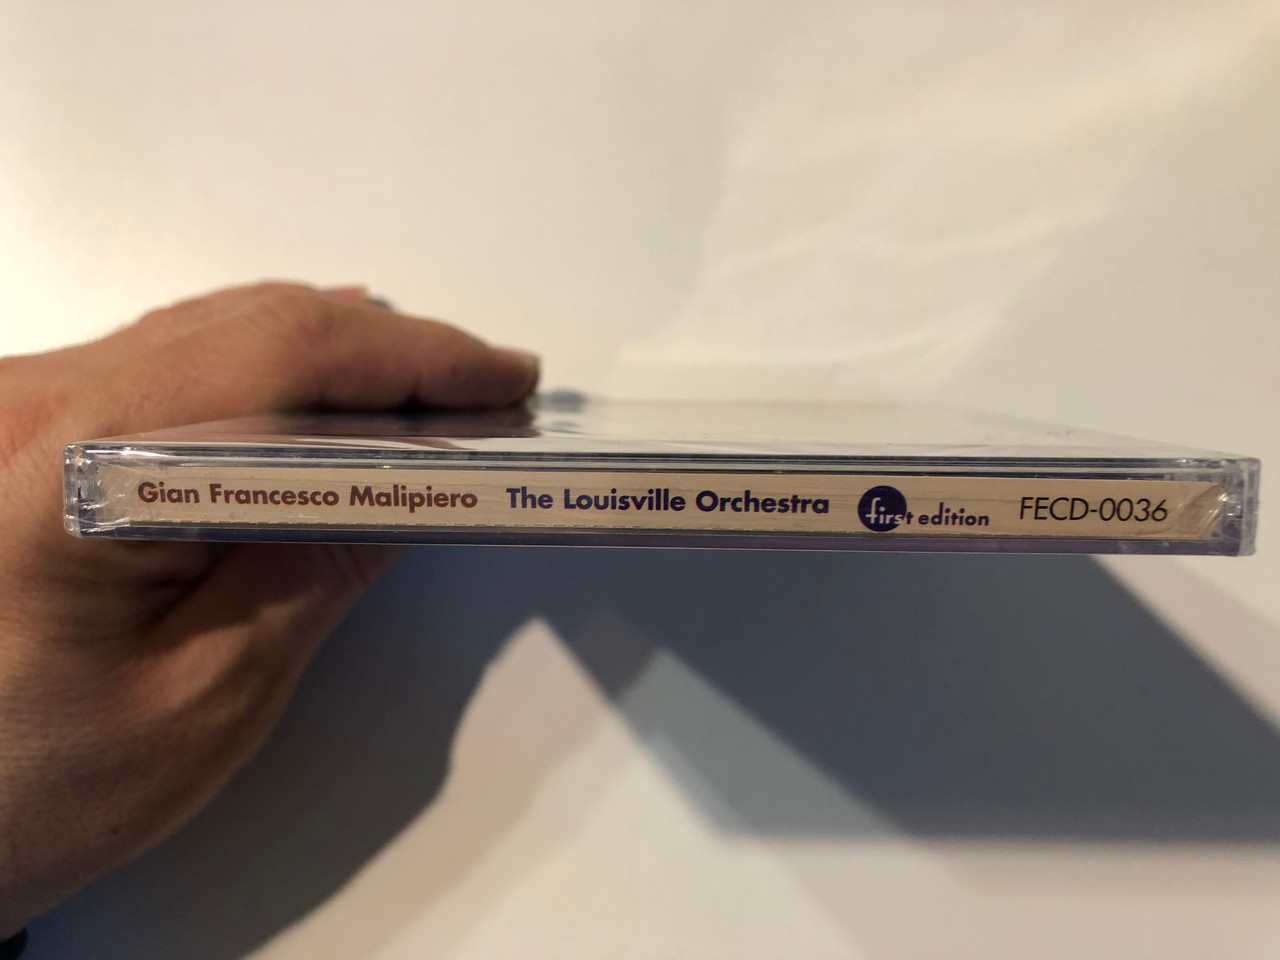 Gian Francesco Malipiero The Louisville Orchestra first edition FECD-0036